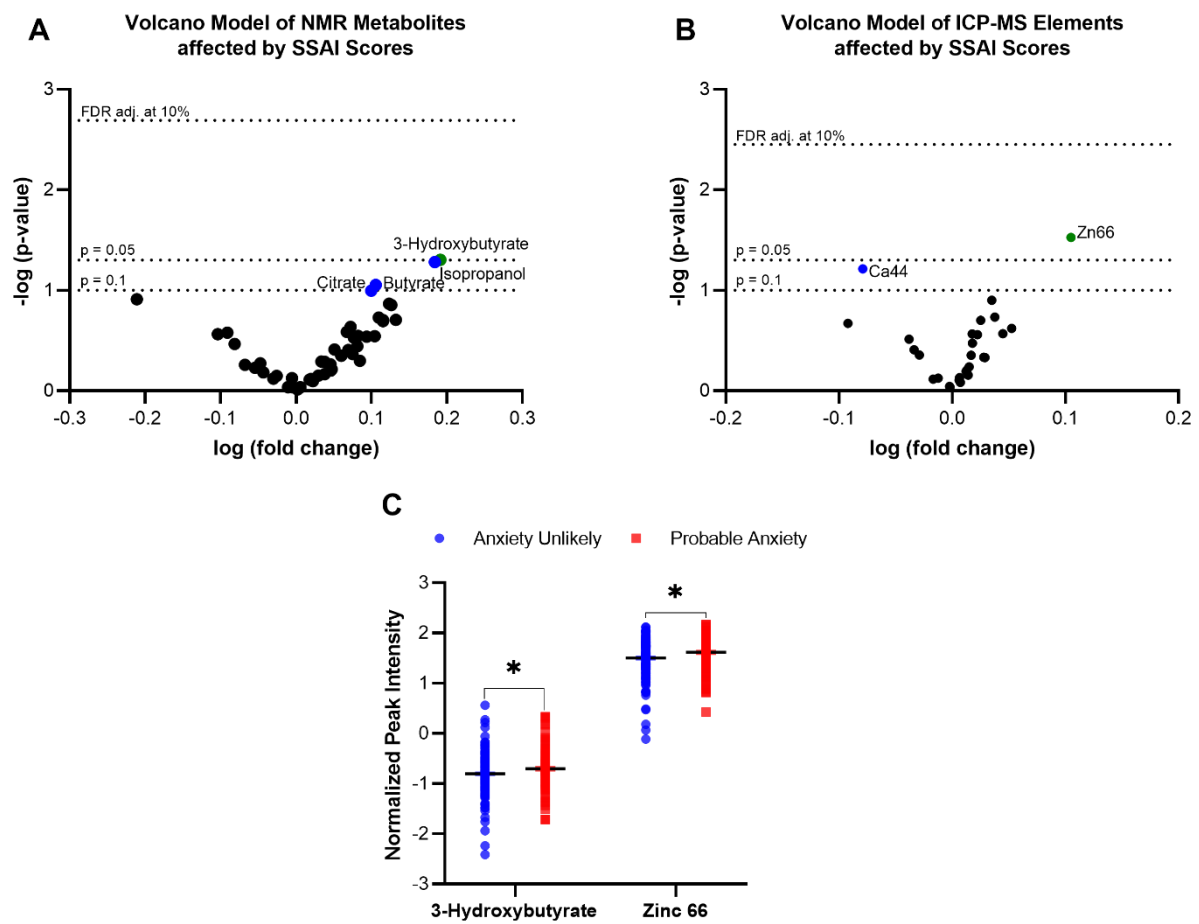 A
Volcano Model of NMR Metabolites
affected by SSAI Scores
3
2
1
0
-log (p-value)
FDR adj. at 10%
p = 0.05
p = 0.1
3-Hydroxybutyrate
Isopropanol
Citrate
Butyrate
-0.3
-0.2
-0.1
0.0
0.1
0.2
0.3
log (fold change)
B
Volcano Model of ICP-MS Elements
affected by SSAI Scores
3
2
1
0
-log (p-value)
FDR adj. at 10%
p = 0.05
p = 0.1
Zn66
Ca44
-0.2
-0.1
0.0
0.1
0.2
log (fold change)
C
Anxiety Unlikely
Probable Anxiety
3
2
1
0
-1
-2
-3
Normalized Peak Intensity
*
*
3-Hydroxybutyrate
Zinc 66